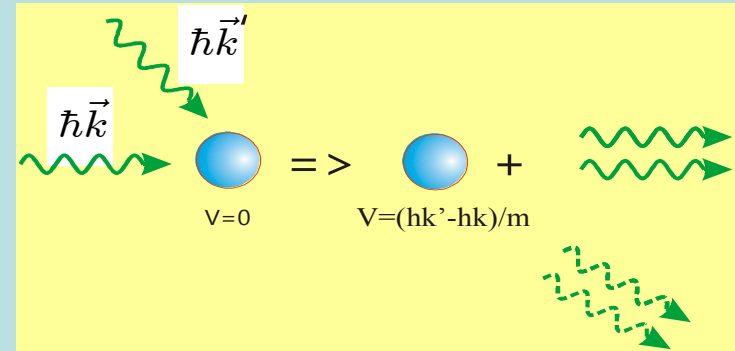 ℏk⃗′
ℏk⃗
=> +
V=0
V=(hk’-hk)/m